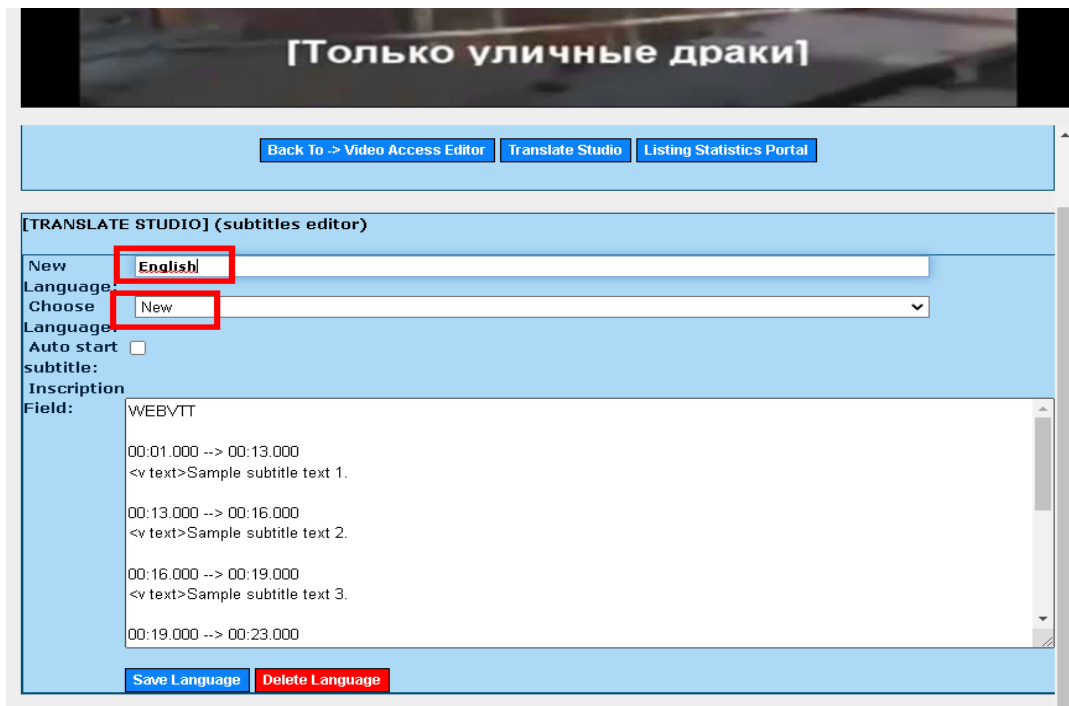 [Только уличные драки]
Back To -> Video Access Editor Translate Studio Listing Statistics Portal
[TRANSLATE STUDIO] (subtitles editor)
New Language: English
Choose Language: New
Auto start subtitle:
Inscription Field:
WEBVTT
00:01.000 --> 00:13.000
<v text>Sample subtitle text 1.
00:13.000 --> 00:16.000
<v text>Sample subtitle text 2.
00:16.000 --> 00:19.000
<v text>Sample subtitle text 3.
00:19.000 --> 00:23.000
Save Language Delete Language